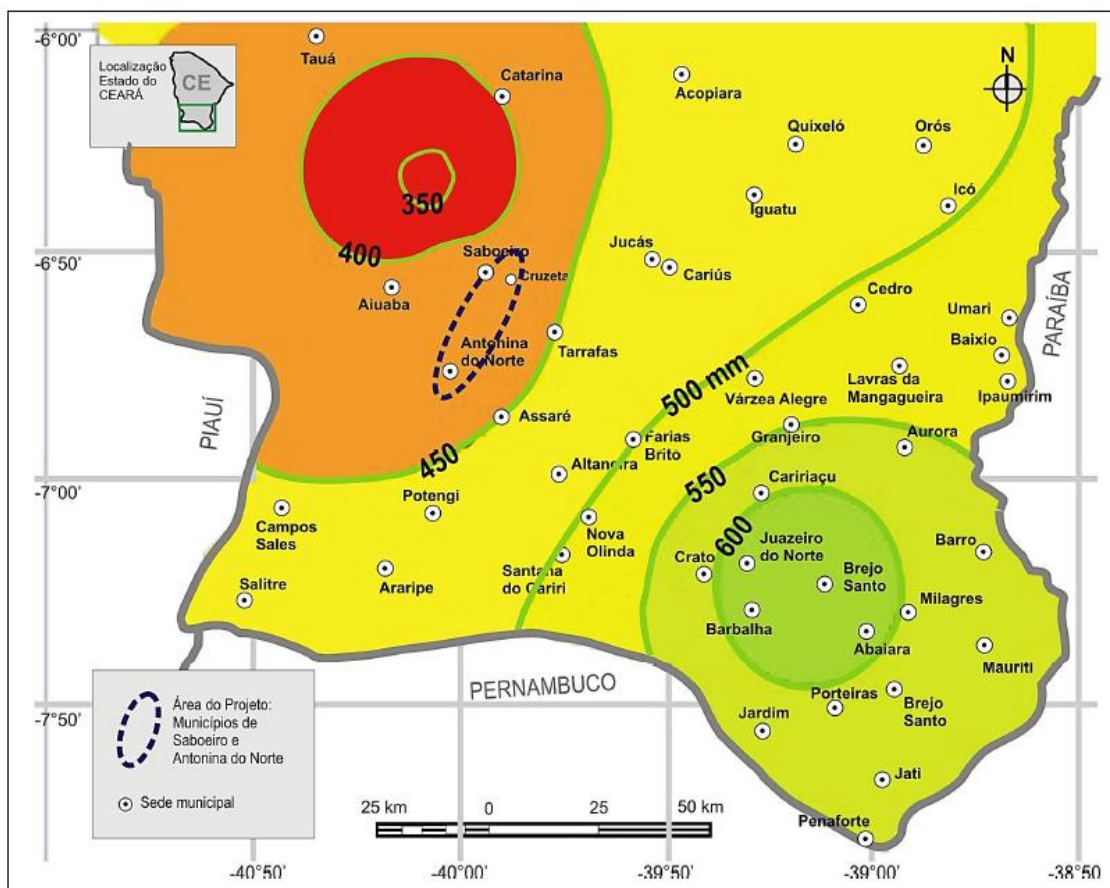 -6°00'
Tauá
Localização
Estado do
CEARÁ
CE
Catarina
N
Acopiara
Quixeló
Orós
350
Iguatu
Icó
-6°50'
400
Saboeiro
Jucás
Cruzeta
Cariús
Aiuaba
Cedro
Umari
PARAÍBA
Antonina
do Norte
Tarrafas
Baixio
500 mm
Várzea Alegre
Lavras da
Mangagueira
Ipaumirim
PIAUÍ
Assaré
Granjeiro
Aurora
450
Farias
Brito
Altaneira
-7°00'
550
Caririaçu
Potengi
Campos
Sales
Nova
Olinda
600
Juazeiro
do Norte
Barro
Crato
Brejo
Santo
Salitre
Araripe
Santana
do Cariri
Milagres
Barbalha
Abaiara
Mauriti
PERNAMBUCO
Porteiras
Brejo
Santo
-7°50'
Jardim
Área do Projeto:
Municípios de
Saboeiro e
Antonina do Norte
Jati
Sede municipal
25 km
0
25
50 km
Penaforte
-40°50'
-40°00'
-39°50'
-39°00'
-38°50'